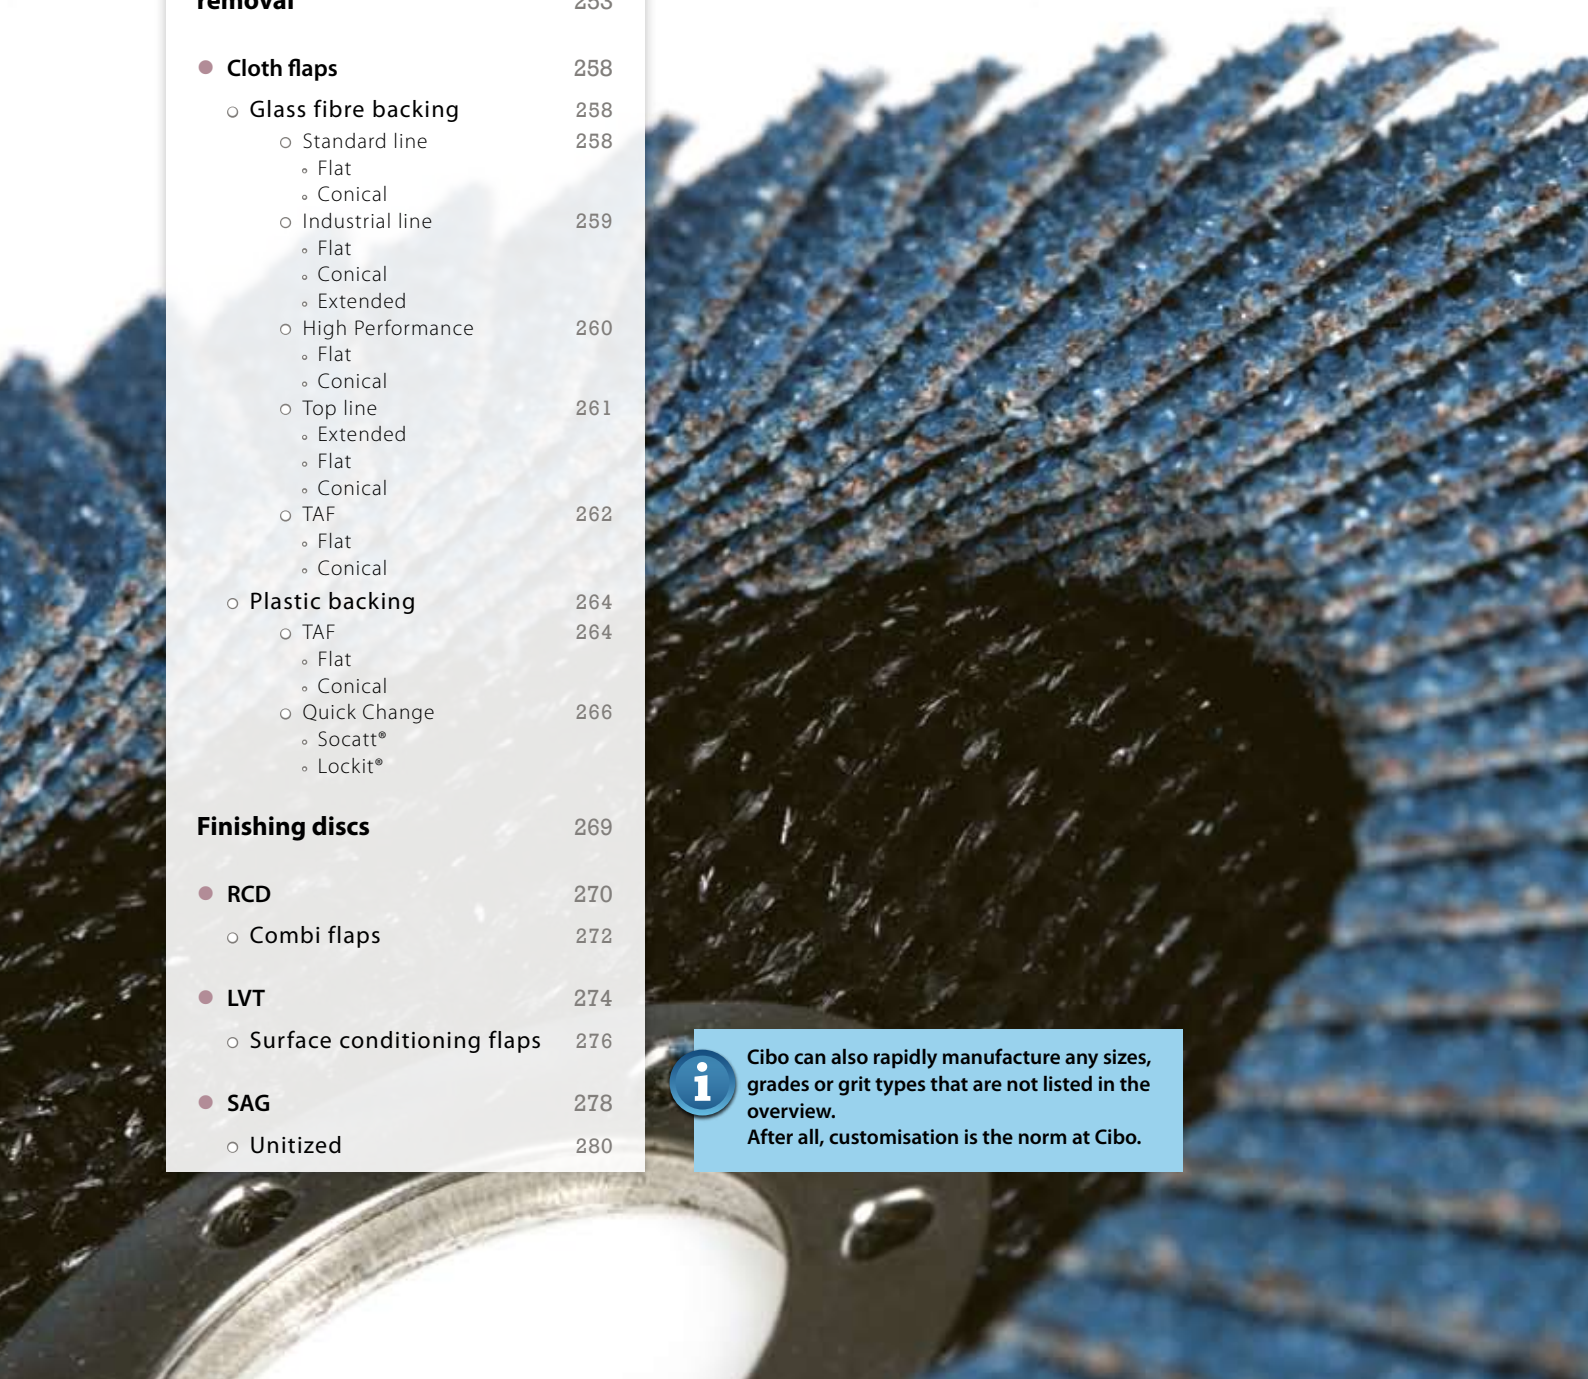 removal 253
Cloth flaps 258
Glass fibre backing 258
Standard line 258
Flat
Conical
Industrial line 259
Flat
Conical
Extended
High Performance 260
Flat
Conical
Top line 261
Extended
Flat
Conical
TAF 262
Flat
Conical
Plastic backing 264
TAF 264
Flat
Conical
Quick Change 266
Socatt®
Lockit®
Finishing discs 269
RCD 270
Combi flaps 272
LVT 274
Surface conditioning flaps 276
SAG 278
Unitized 280
i
Cibo can also rapidly manufacture any sizes,
grades or grit types that are not listed in the
overview.
After all, customisation is the norm at Cibo.